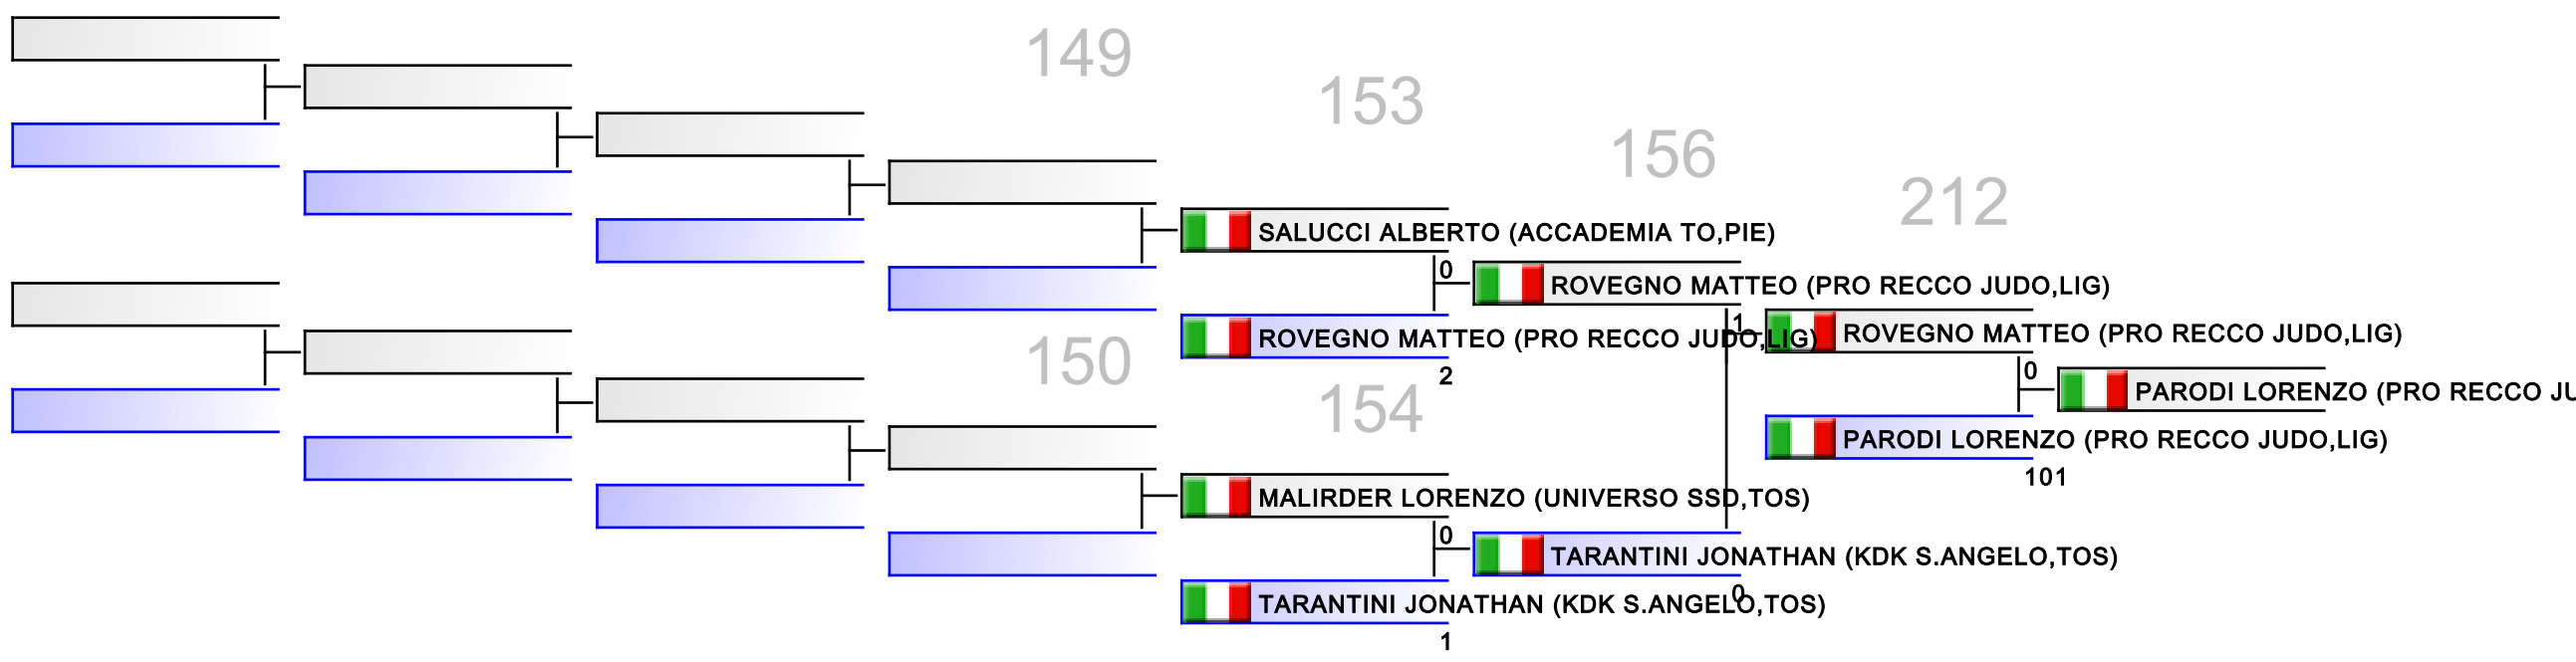 149
153
156
212
SALUCCI ALBERTO (ACCADEMIA TO,PIE)
0
ROVEGNO MATTEO (PRO RECCO JUDO,LIG)
1
ROVEGNO MATTEO (PRO RECCO JUDO,LIG)
ROVEGNO MATTEO (PRO RECCO JUDO,LIG)
2
150
0
PARODI LORENZO (PRO RECCO JU
154
PARODI LORENZO (PRO RECCO JUDO,LIG)
101
MALIRDER LORENZO (UNIVERSO SSD,TOS)
0
TARANTINI JONATHAN (KDK S.ANGELO,TOS)
0
TARANTINI JONATHAN (KDK S.ANGELO,TOS)
1